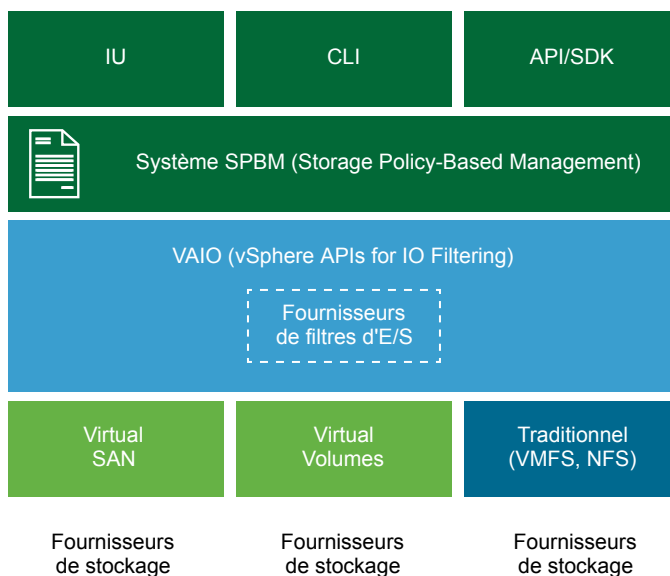 IU
CLI
API/SDK
Système SPBM (Storage Policy-Based Management)
VAIO (vSphere APIs for IO Filtering)
Fournisseurs
de filtres d'E/S
Virtual
SAN
Virtual
Volumes
Traditionnel
(VMFS, NFS)
Fournisseurs
de stockage
Fournisseurs
de stockage
Fournisseurs
de stockage